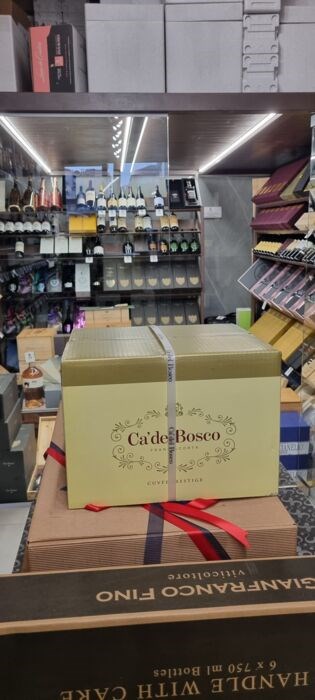 Ca'del Bosco
FRANCIACORTA
CUVÉE PRESTIGE
Ca'del Bosco
GIANFRANCO FINO
viticoltore
HANDLE WITH CARE
6 x 750 ml Bottles